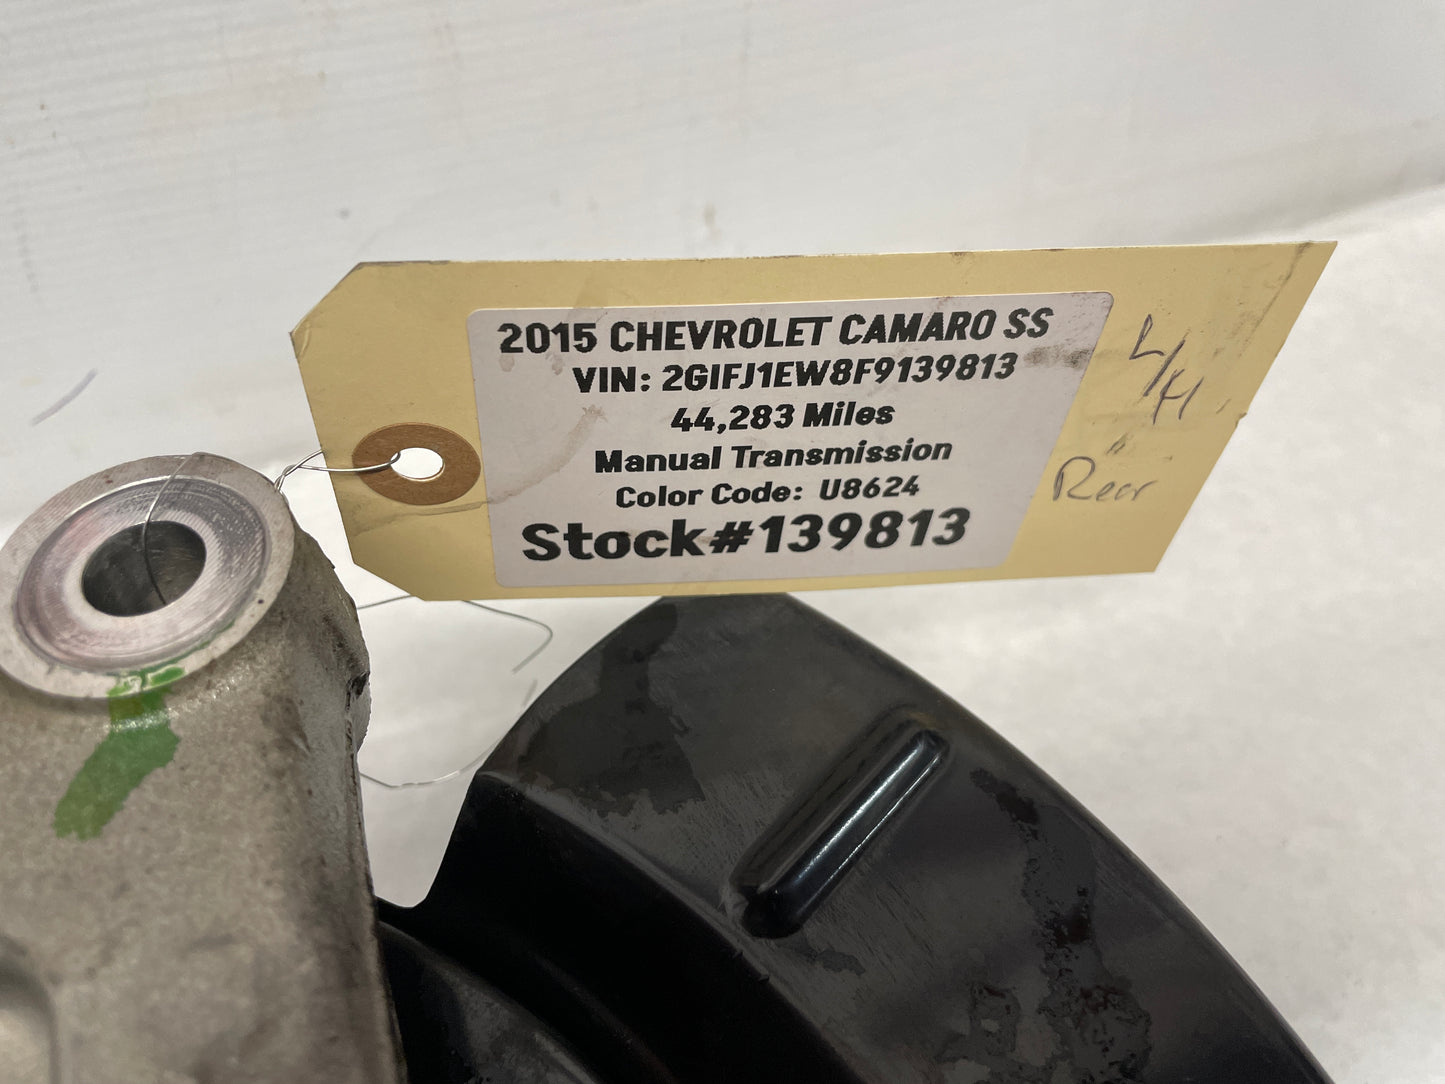 2015 CHEVROLET CAMARO SS
VIN: 2GIFJ1EW8F9139813
44,283 Miles
Manual Transmission
Color Code: U8624
Stock#139813
L/H
Rear